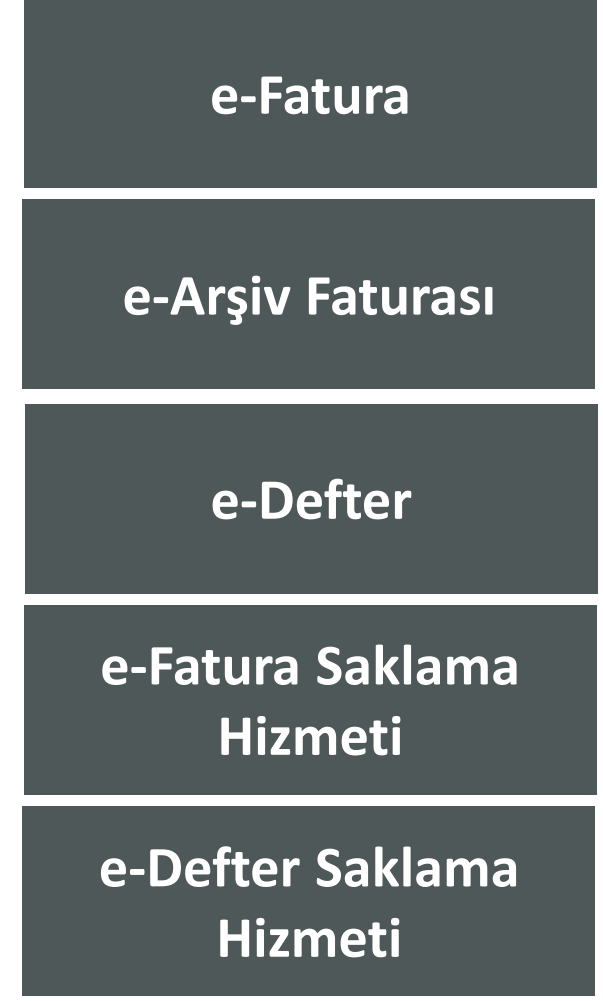 e-Fatura
e-Arşiv Faturası
e-Defter
e-Fatura Saklama
Hizmeti
e-Defter Saklama
Hizmeti